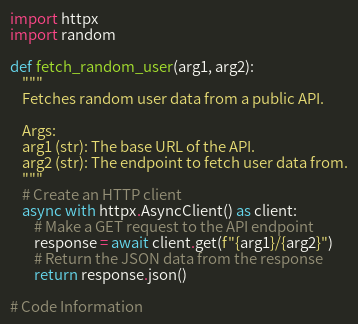 import httpx
import random

def fetch_random_user(arg1, arg2):
    """
    Fetches random user data from a public API.

    Args:
    arg1 (str): The base URL of the API.
    arg2 (str): The endpoint to fetch user data from.
    """
    # Create an HTTP client
    async with httpx.AsyncClient() as client:
        # Make a GET request to the API endpoint
        response = await client.get(f"{arg1}/{arg2}")
        # Return the JSON data from the response
        return response.json()

# Code Information